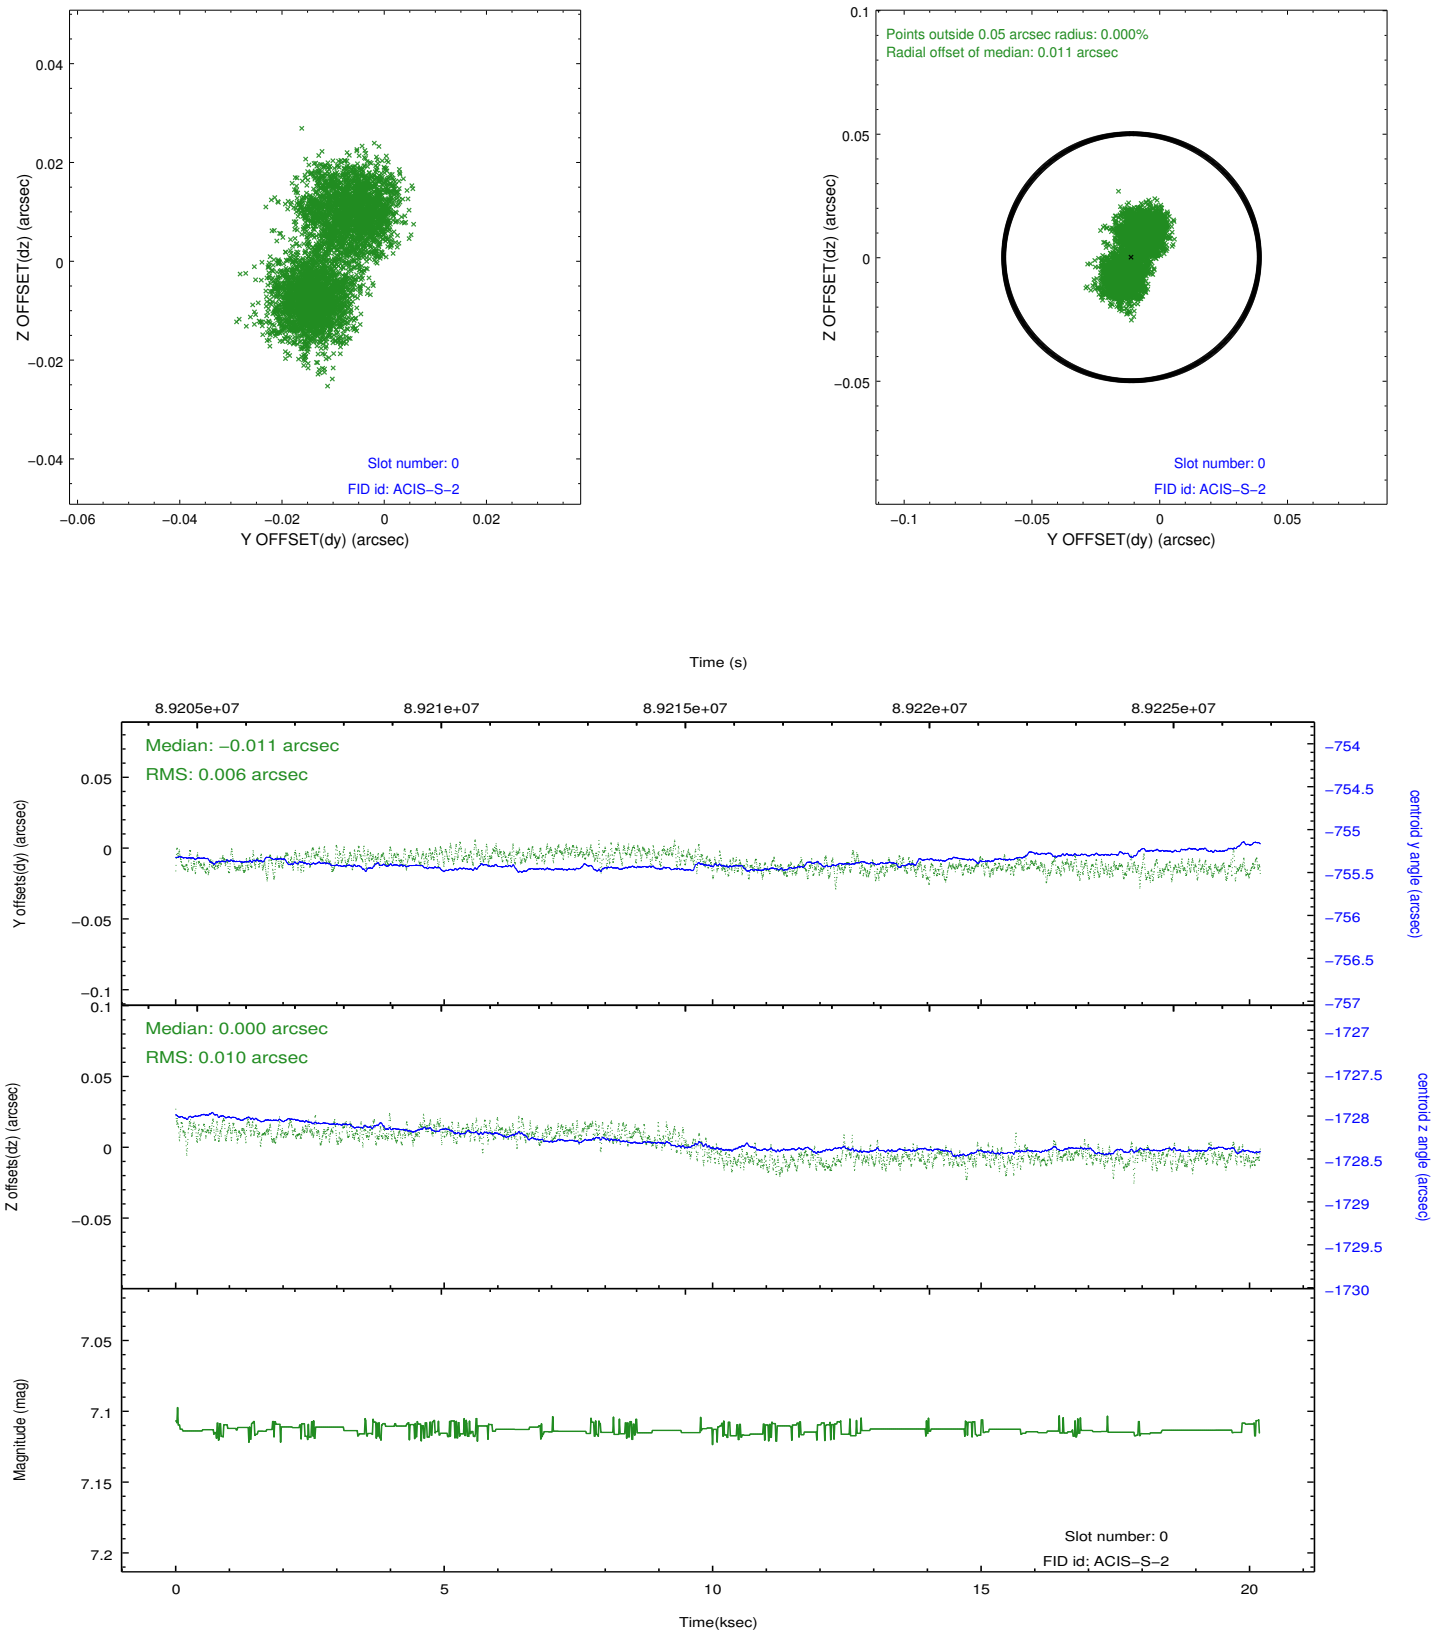 0.04
0.02
0
−0.02
−0.04
Z OFFSET(dz) (arcsec)
Slot number: 0
FID id: ACIS−S−2
−0.06 −0.04 −0.02 0 0.02
Y OFFSET(dy) (arcsec)
Points outside 0.05 arcsec radius: 0.000%
Radial offset of median: 0.011 arcsec
0.1
0.05
0
−0.05
Z OFFSET(dz) (arcsec)
Slot number: 0
FID id: ACIS−S−2
−0.1 −0.05 0 0.05
Y OFFSET(dy) (arcsec)
Time (s)
8.9205e+07 8.921e+07 8.9215e+07 8.922e+07 8.9225e+07
Median: −0.011 arcsec
RMS: 0.006 arcsec
0.05
0
−0.05
−0.1
Y offsets(dy) (arcsec)
−754
−754.5
−755
−755.5
−756
−756.5
−757
centroid y angle (arcsec)
Median: 0.000 arcsec
RMS: 0.010 arcsec
0.1
0.05
0
−0.05
Z offsets(dz) (arcsec)
−1727
−1727.5
−1728
−1728.5
−1729
−1729.5
−1730
centroid z angle (arcsec)
7.05
7.1
7.15
7.2
Magnitude (mag)
Slot number: 0
FID id: ACIS−S−2
0 5 10 15 20
Time(ksec)